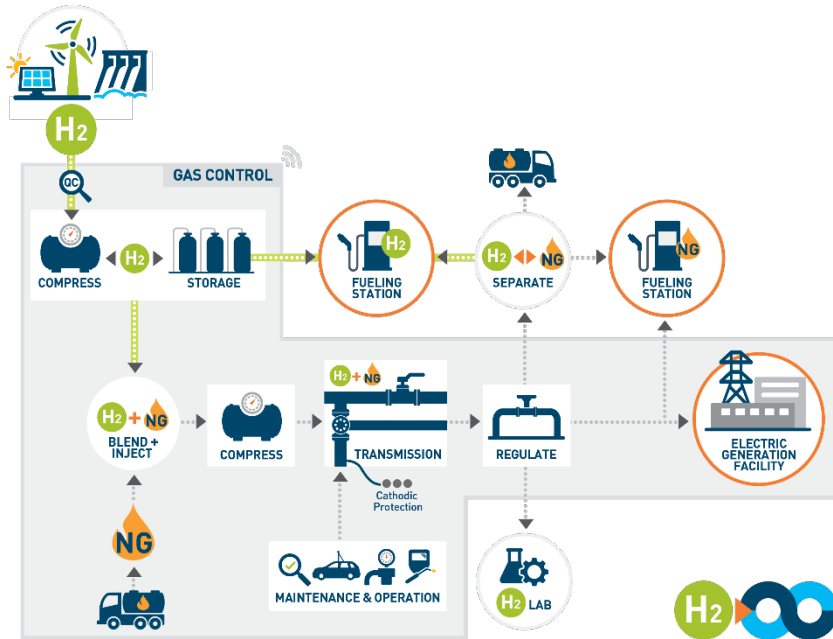 H2
GAS CONTROL
QC
COMPRESS
H2
STORAGE
H2
FUELING
STATION
H2
NG
SEPARATE
NG
FUELING
STATION
H2 + NG
BLEND +
INJECT
COMPRESS
H2 + NG
TRANSMISSION
Cathodic
Protection
REGULATE
ELECTRIC
GENERATION
FACILITY
NG
MAINTENANCE & OPERATION
H2 LAB
H2